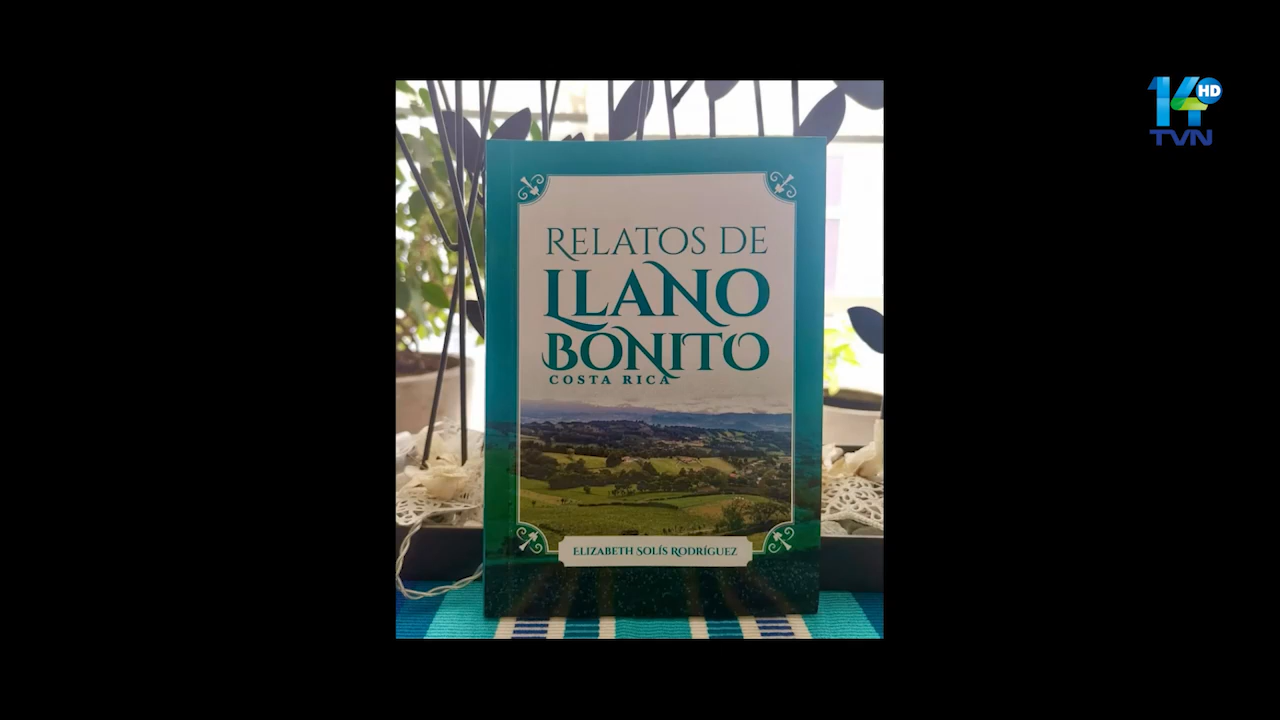 RELATOS DE
LLANO
BONITO
COSTA RICA
ELIZABETH SOLÍS RODRÍGUEZ
14 HD
TVN